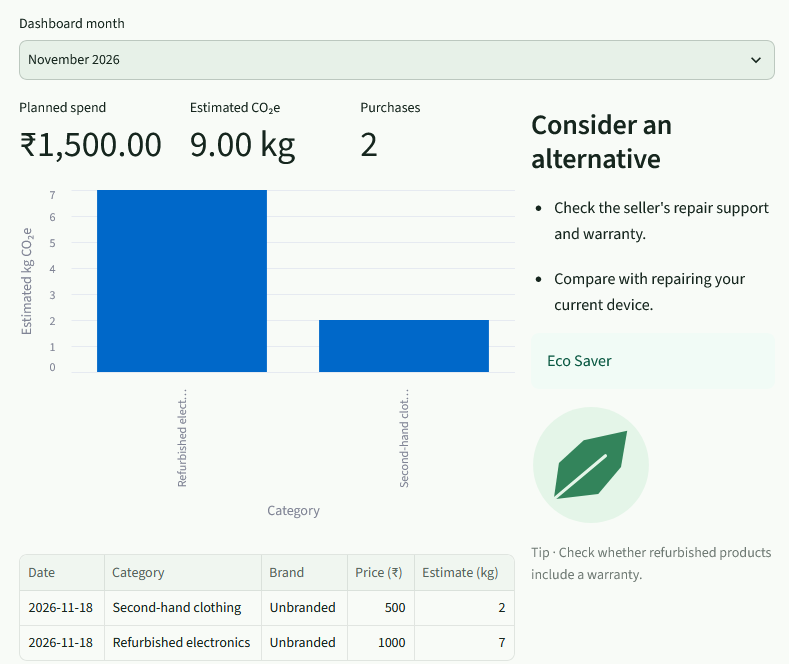 Dashboard month
November 2026
Planned spend
Estimated CO₂e
Purchases
₹1,500.00
9.00 kg
2
Estimated kg CO₂e
7
6
5
4
3
2
1
0
Refurbished elect…
Second-hand clot…
Category
Date Category Brand Price (₹) Estimate (kg)
2026-11-18 Second-hand clothing Unbranded 500 2
2026-11-18 Refurbished electronics Unbranded 1000 7
Consider an
alternative
• Check the seller's repair support
and warranty.
• Compare with repairing your
current device.
Eco Saver
Tip · Check whether refurbished products
include a warranty.